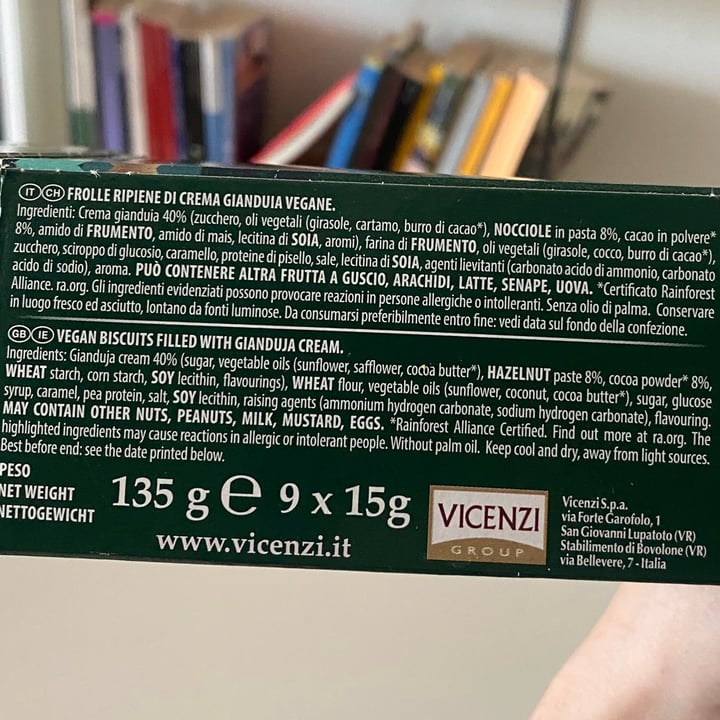 IT CH FROLLE RIPIENE DI CREMA GIANDUIA VEGANE.
Ingredienti: Crema gianduia 40% (zucchero, oli vegetali (girasole, cartamo, burro di cacao*), NOCCIOLE in pasta 8%, cacao in polvere*
8%, amido di FRUMENTO, amido di mais, lecitina di SOIA, aromi), farina di FRUMENTO, oli vegetali (girasole, cocco, burro di cacao*),
zucchero, sciroppo di glucosio, caramello, proteine di pisello, sale, lecitina di SOIA, agenti lievitanti (carbonato acido di ammonio, carbonato
acido di sodio), aroma. PUÒ CONTENERE ALTRA FRUTTA A GUSCIO, ARACHIDI, LATTE, SENAPE, UOVA. *Certificato Rainforest
Alliance. ra.org. Gli ingredienti evidenziati possono provocare reazioni in persone allergiche o intolleranti. Senza olio di palma. Conservare
in luogo fresco ed asciutto, lontano da fonti luminose. Da consumarsi preferibilmente entro fine: vedi data sul fondo della confezione.
GB IE VEGAN BISCUITS FILLED WITH GIANDUJA CREAM.
Ingredients: Gianduja cream 40% (sugar, vegetable oils (sunflower, safflower, cocoa butter*), HAZELNUT paste 8%, cocoa powder* 8%,
WHEAT starch, corn starch, SOY lecithin, flavourings), WHEAT flour, vegetable oils (sunflower, coconut, cocoa butter*), sugar, glucose
syrup, caramel, pea protein, salt, SOY lecithin, raising agents (ammonium hydrogen carbonate, sodium hydrogen carbonate), flavouring.
MAY CONTAIN OTHER NUTS, PEANUTS, MILK, MUSTARD, EGGS. *Rainforest Alliance Certified. Find out more at ra.org. The
highlighted ingredients may cause reactions in allergic or intolerant people. Without palm oil. Keep cool and dry, away from light sources.
Best before end: see the date printed below.
PESO
NET WEIGHT
NETTOGEWICHT
135 g ℮ 9 x 15g
www.vicenzi.it
VICENZI
GROUP
Vicenzi S.p.a.
via Forte Garofolo, 1
San Giovanni Lupatoto (VR)
Stabilimento di Bovolone (VR)
via Bellevere, 7 - Italia